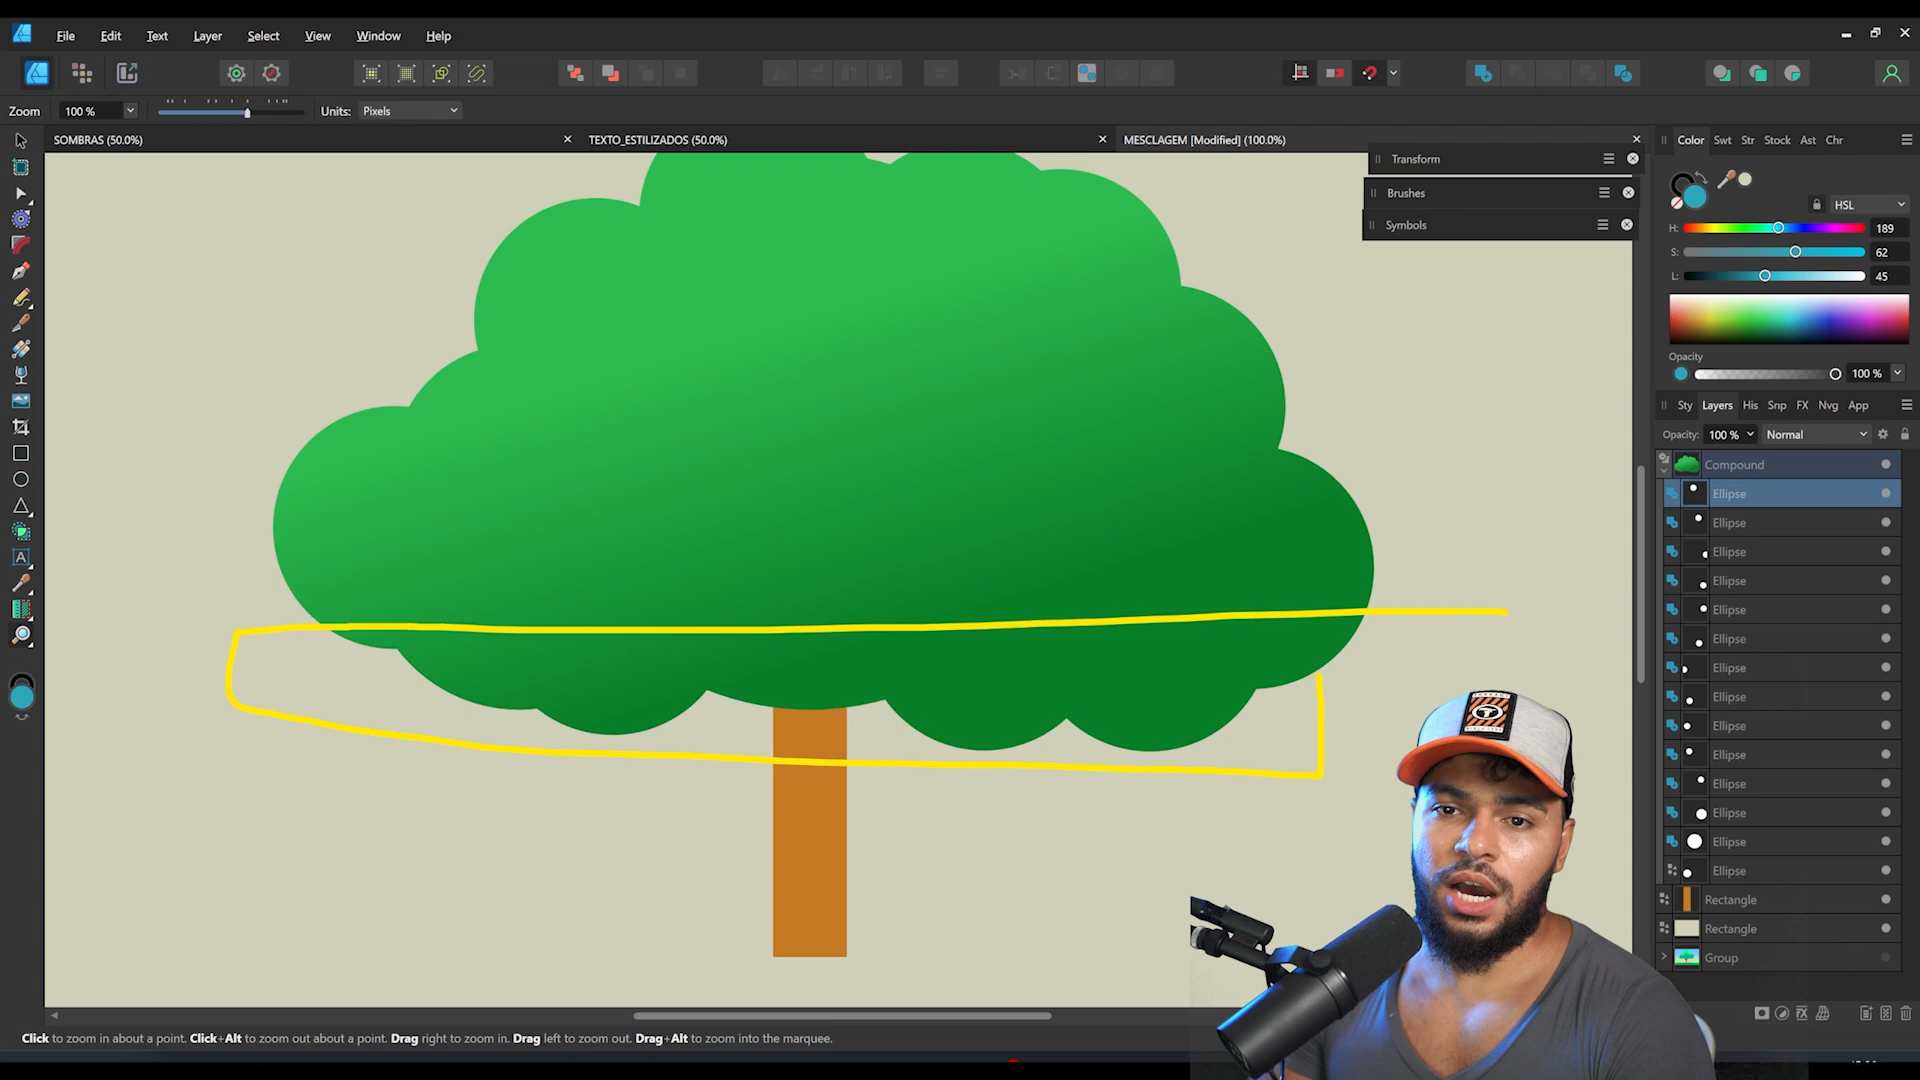 File Edit Text Layer Select View Window Help
Zoom 100 % Units: Pixels
SOMBRAS (50.0%) TEXTO_ESTILIZADOS (50.0%) MESCLAGEM [Modified] (100.0%)
Transform
Brushes
Symbols
Color Swt Str Stock Ast Chr
HSL
H: 189
S: 62
L: 45
Opacity
100 %
Sty Layers His Snp FX Nvg App
Opacity: 100 % Normal
Compound
Ellipse
Ellipse
Ellipse
Ellipse
Ellipse
Ellipse
Ellipse
Ellipse
Ellipse
Ellipse
Ellipse
Ellipse
Ellipse
Ellipse
Rectangle
Rectangle
Group
Click to zoom in about a point. Click+Alt to zoom out about a point. Drag right to zoom in. Drag left to zoom out. Drag+Alt to zoom into the marquee.